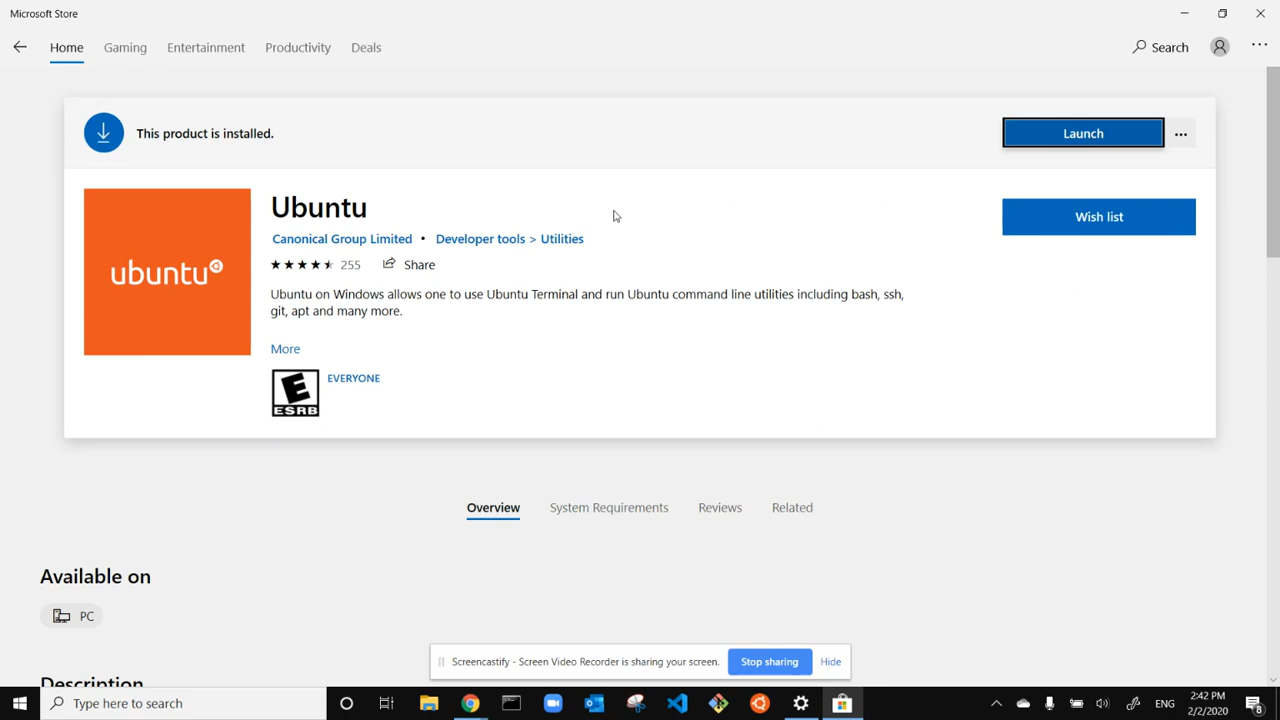 Microsoft Store
Home Gaming Entertainment Productivity Deals Search
This product is installed. Launch
ubuntu
Ubuntu
Wish list
Canonical Group Limited • Developer tools > Utilities
255 Share
Ubuntu on Windows allows one to use Ubuntu Terminal and run Ubuntu command line utilities including bash, ssh,
git, apt and many more.
More
E
ESRB
EVERYONE
Overview System Requirements Reviews Related
Available on
PC
Screencastify - Screen Video Recorder is sharing your screen. Stop sharing Hide
Description
Type here to search
ENG
2:42 PM
2/2/2020
8